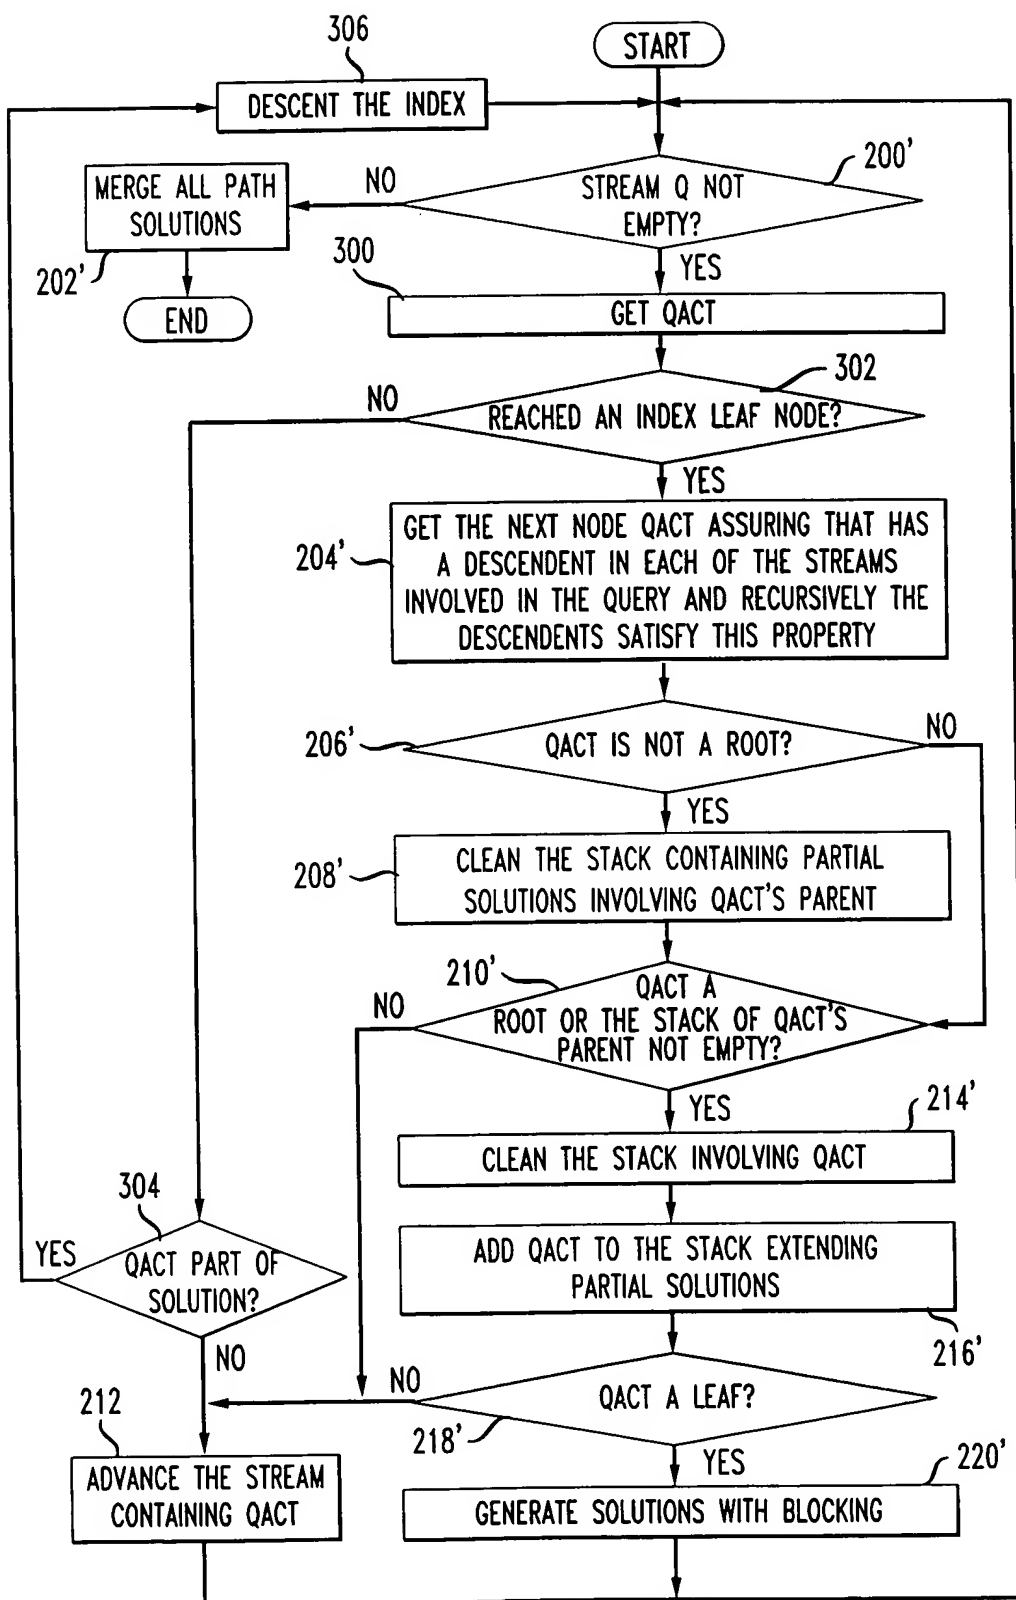 306
START
DESCENT THE INDEX
200'
MERGE ALL PATH
SOLUTIONS
NO
STREAM Q NOT
EMPTY?
202'
300
YES
END
GET QACT
302
NO
REACHED AN INDEX LEAF NODE?
YES
204'
GET THE NEXT NODE QACT ASSURING THAT HAS
A DESCENDENT IN EACH OF THE STREAMS
INVOLVED IN THE QUERY AND RECURSIVELY THE
DESCENDENTS SATISFY THIS PROPERTY
206'
QACT IS NOT A ROOT?
NO
YES
208'
CLEAN THE STACK CONTAINING PARTIAL
SOLUTIONS INVOLVING QACT'S PARENT
210'
NO
QACT A
ROOT OR THE STACK OF QACT'S
PARENT NOT EMPTY?
YES
214'
CLEAN THE STACK INVOLVING QACT
304
YES
QACT PART OF
SOLUTION?
ADD QACT TO THE STACK EXTENDING
PARTIAL SOLUTIONS
216'
NO
NO
QACT A LEAF?
212
218'
YES
220'
ADVANCE THE STREAM
CONTAINING QACT
GENERATE SOLUTIONS WITH BLOCKING